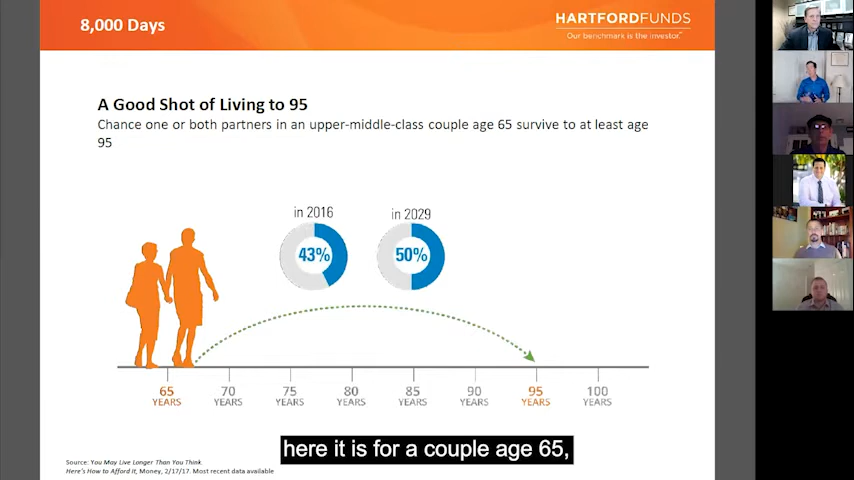 8,000 Days
HARTFORDFUNDS
Our benchmark is the investor.™
A Good Shot of Living to 95
Chance one or both partners in an upper-middle-class couple age 65 survive to at least age
95
in 2016
in 2029
43%
50%
65 70 75 80 85 90 95 100
YEARS YEARS YEARS YEARS YEARS YEARS YEARS YEARS
here it is for a couple age 65,
Source: You May Live Longer Than You Think.
Here's How to Afford It, Money, 2/17/17. Most recent data available